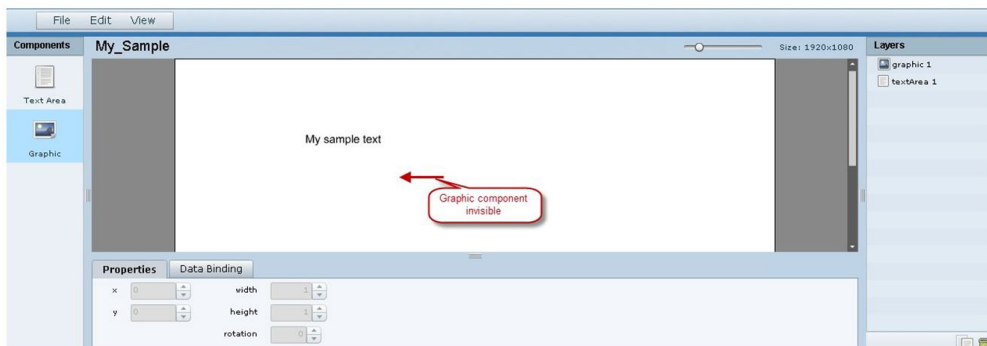 File Edit View
Components
My_Sample
Size: 1920x1080
Layers
Text Area
Graphic
graphic 1
textArea 1
My sample text
Graphic component
invisible
Properties Data Binding
x 0 width 1
y 0 height 1
rotation 0